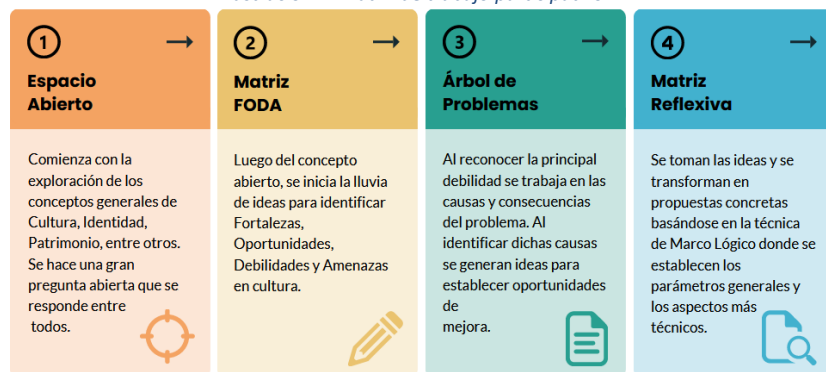 1
Espacio
Abierto
Comienza con la
exploración de los
conceptos generales de
Cultura, Identidad,
Patrimonio, entre otros.
Se hace una gran
pregunta abierta que se
responde entre
todos.
2
Matriz
FODA
Luego del concepto
abierto, se inicia la lluvia
de ideas para identificar
Fortalezas,
Oportunidades,
Debilidades y Amenazas
en cultura.
3
Árbol de
Problemas
Al reconocer la principal
debilidad se trabaja en las
causas y consecuencias
del problema. Al
identificar dichas causas
se generan ideas para
establecer oportunidades
de
mejora.
4
Matriz
Reflexiva
Se toman las ideas y se
transforman en
propuestas concretas
basándose en la técnica
de Marco Lógico donde se
establecen los
parámetros generales y
los aspectos más
técnicos.